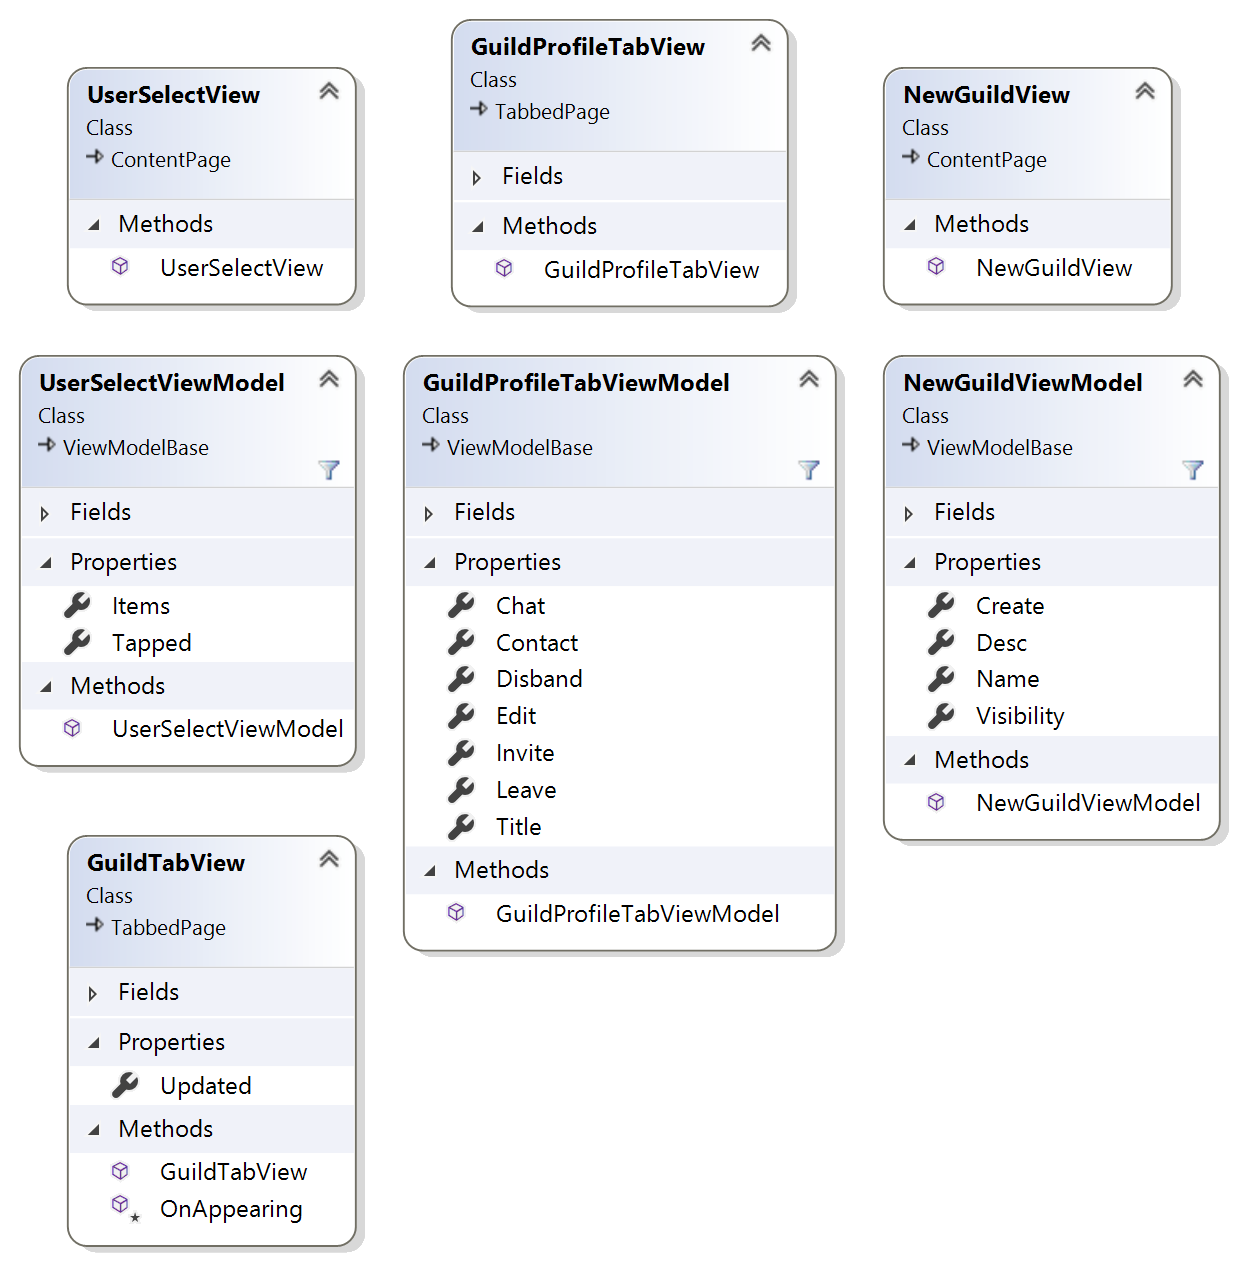 UserSelectView
Class
ContentPage
Methods
UserSelectView
GuildProfileTabView
Class
TabbedPage
Fields
Methods
GuildProfileTabView
NewGuildView
Class
ContentPage
Methods
NewGuildView
UserSelectViewModel
Class
ViewModelBase
Fields
Properties
Items
Tapped
Methods
UserSelectViewModel
GuildProfileTabViewModel
Class
ViewModelBase
Fields
Properties
Chat
Contact
Disband
Edit
Invite
Leave
Title
Methods
GuildProfileTabViewModel
NewGuildViewModel
Class
ViewModelBase
Fields
Properties
Create
Desc
Name
Visibility
Methods
NewGuildViewModel
GuildTabView
Class
TabbedPage
Fields
Properties
Updated
Methods
GuildTabView
OnAppearing